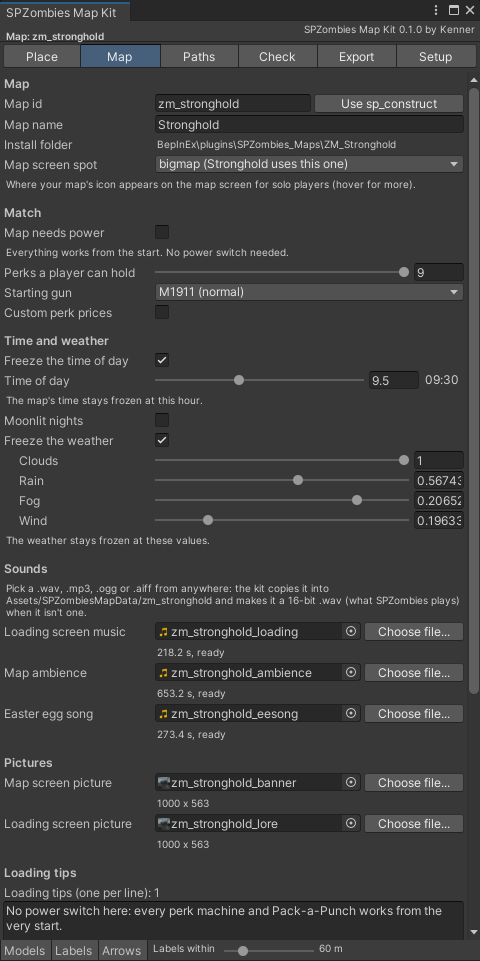 SPZombies Map Kit
SPZombies Map Kit 0.1.0 by Kenner
Map: zm_stronghold
Place Map Paths Check Export Setup
Map
Map id zm_stronghold Use sp_construct
Map name Stronghold
Install folder BepInEx\plugins\SPZombies_Maps\ZM_Stronghold
Map screen spot bigmap (Stronghold uses this one)
Where your map's icon appears on the map screen for solo players (hover for more).
Match
Map needs power
Everything works from the start. No power switch needed.
Perks a player can hold 9
Starting gun M1911 (normal)
Custom perk prices
Time and weather
Freeze the time of day
Time of day 9.5 09:30
The map's time stays frozen at this hour.
Moonlit nights
Freeze the weather
Clouds 1
Rain 0.5674
Fog 0.20652
Wind 0.1963
The weather stays frozen at these values.
Sounds
Pick a .wav, .mp3, .ogg or .aiff from anywhere: the kit copies it into
Assets/SPZombiesMapData/zm_stronghold and makes it a 16-bit .wav (what SPZombies plays)
when it isn't one.
Loading screen music zm_stronghold_loading Choose file...
218.2 s, ready
Map ambience zm_stronghold_ambience Choose file...
653.2 s, ready
Easter egg song zm_stronghold_eesong Choose file...
273.4 s, ready
Pictures
Map screen picture zm_stronghold_banner Choose file...
1000 x 563
Loading screen picture zm_stronghold_lore Choose file...
1000 x 563
Loading tips
Loading tips (one per line): 1
No power switch here: every perk machine and Pack-a-Punch works from the
very start.
Models Labels Arrows Labels within 60 m